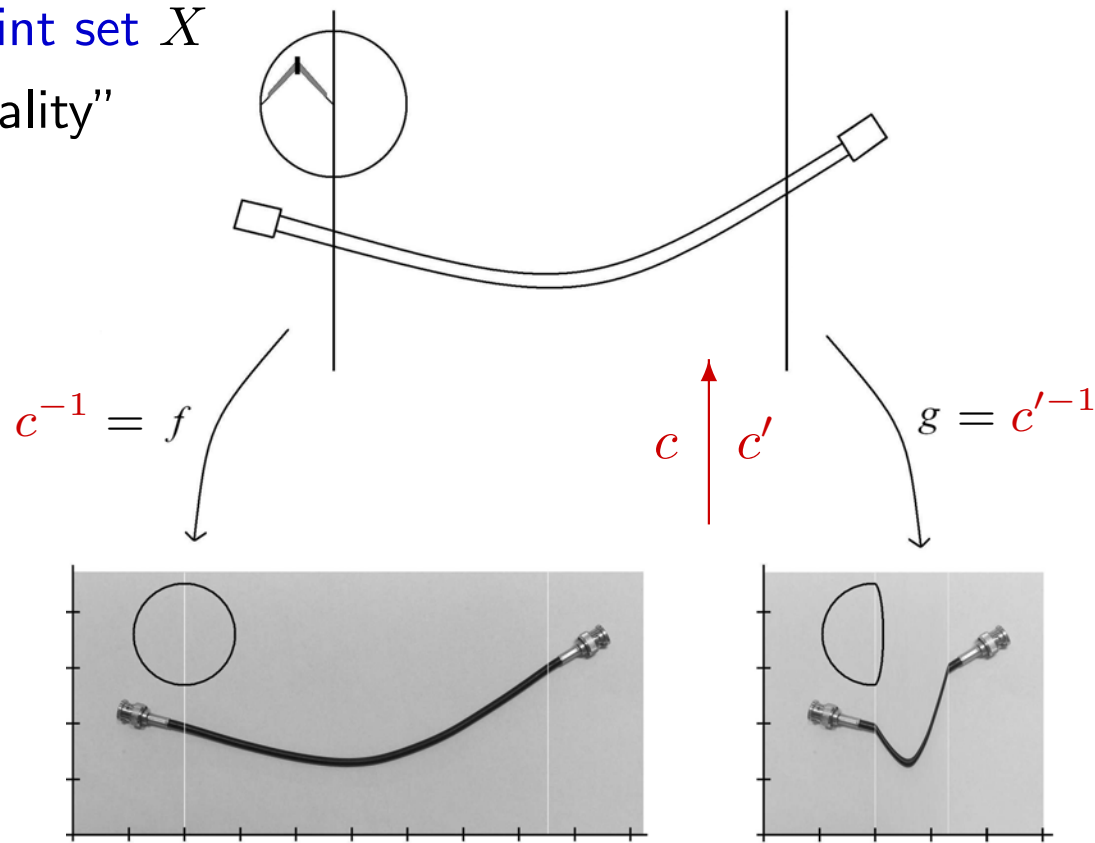 int set X
ality”
c⁻¹ = f
c c′
g = c′⁻¹